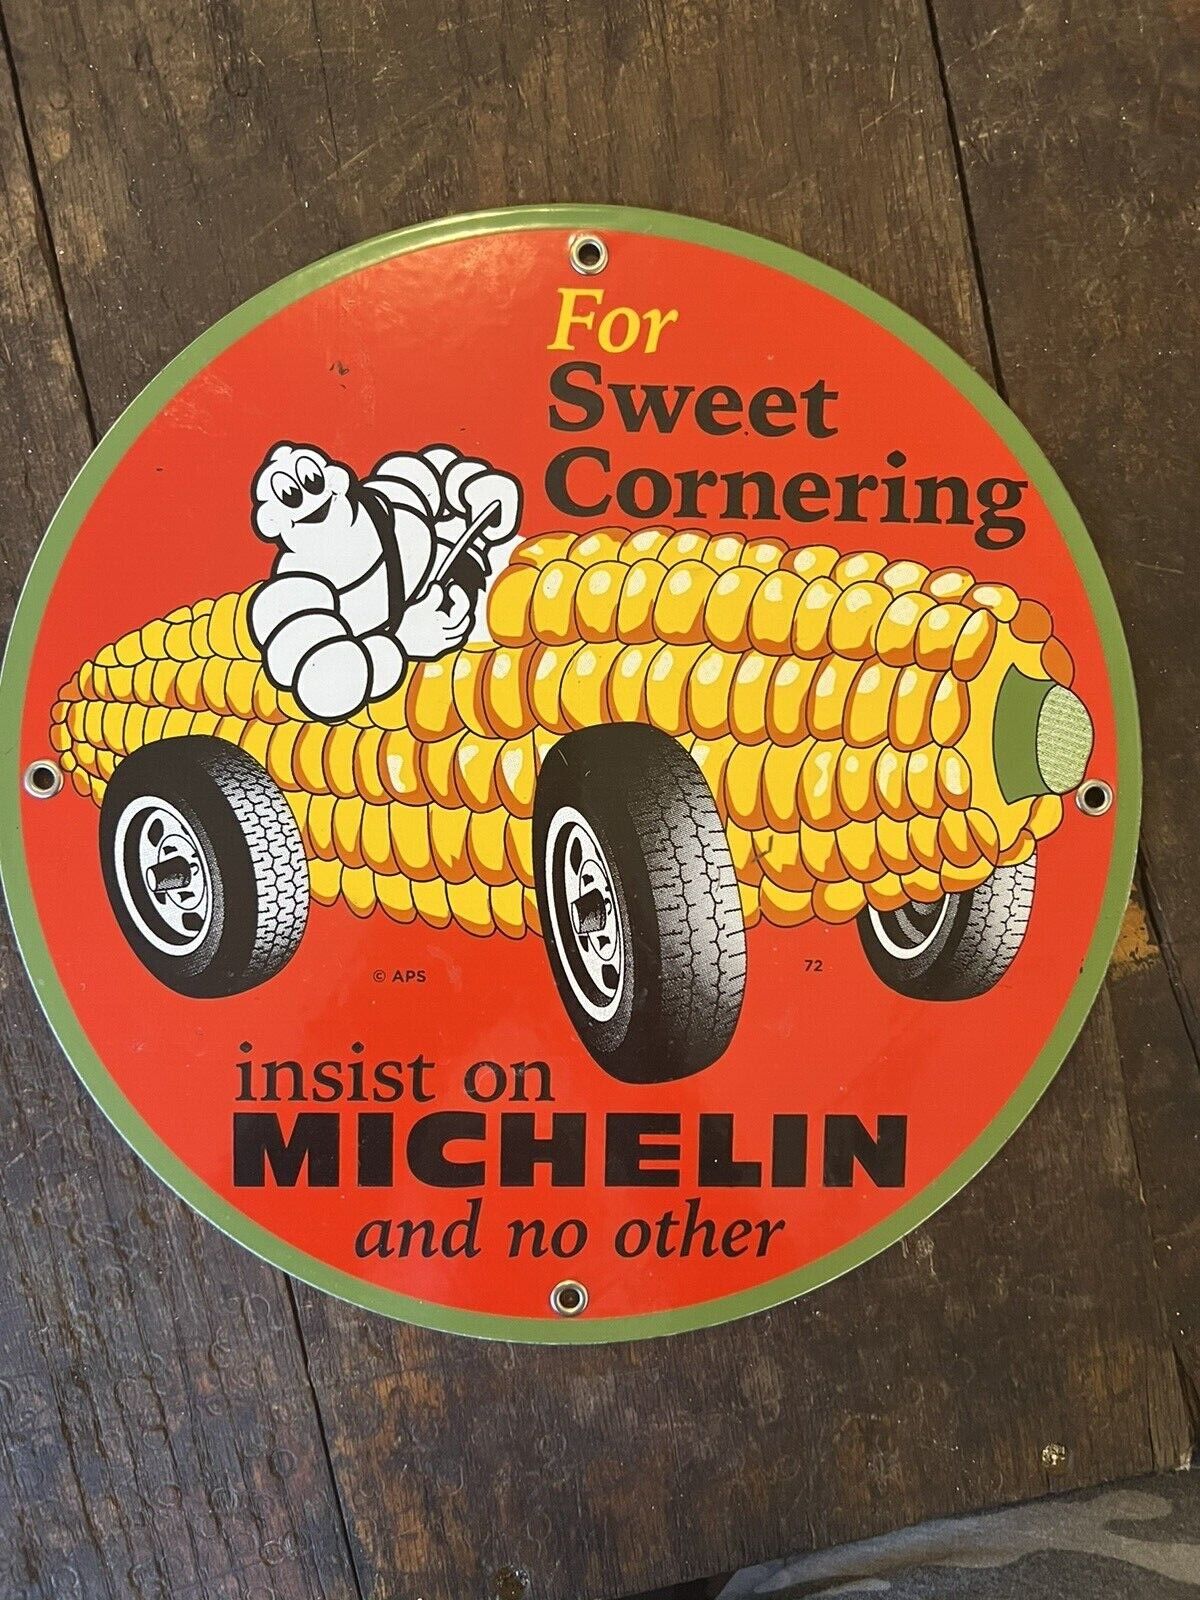 For
Sweet
Cornering
© APS
72
insist on
MICHELIN
and no other